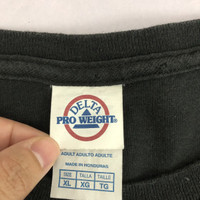 DELTA
PRO WEIGHT®
ADULT ADULTO ADULTE
MADE IN HONDURAS
SIZE TALLA TAILLE
XL XG TG